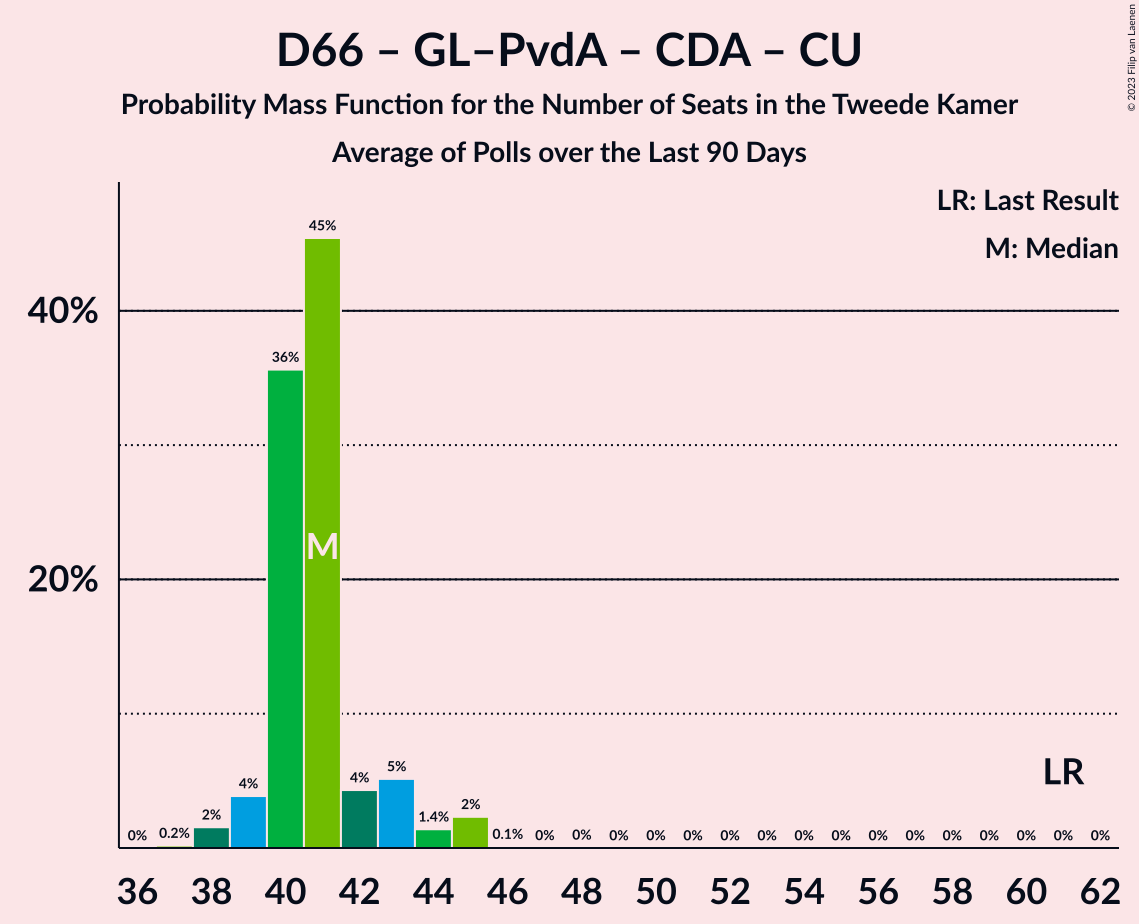 D66 – GL–PvdA – CDA – CU
Probability Mass Function for the Number of Seats in the Tweede Kamer
Average of Polls over the Last 90 Days
© 2023 Filip van Laenen
LR: Last Result
M: Median
40%
20%
0% 0.2% 2% 4% 36% 45% 4% 5% 1.4% 2% 0.1% 0% 0% 0% 0% 0% 0% 0% 0% 0% 0% 0% 0% 0% 0% 0% 0%
M
LR
36 38 40 42 44 46 48 50 52 54 56 58 60 62